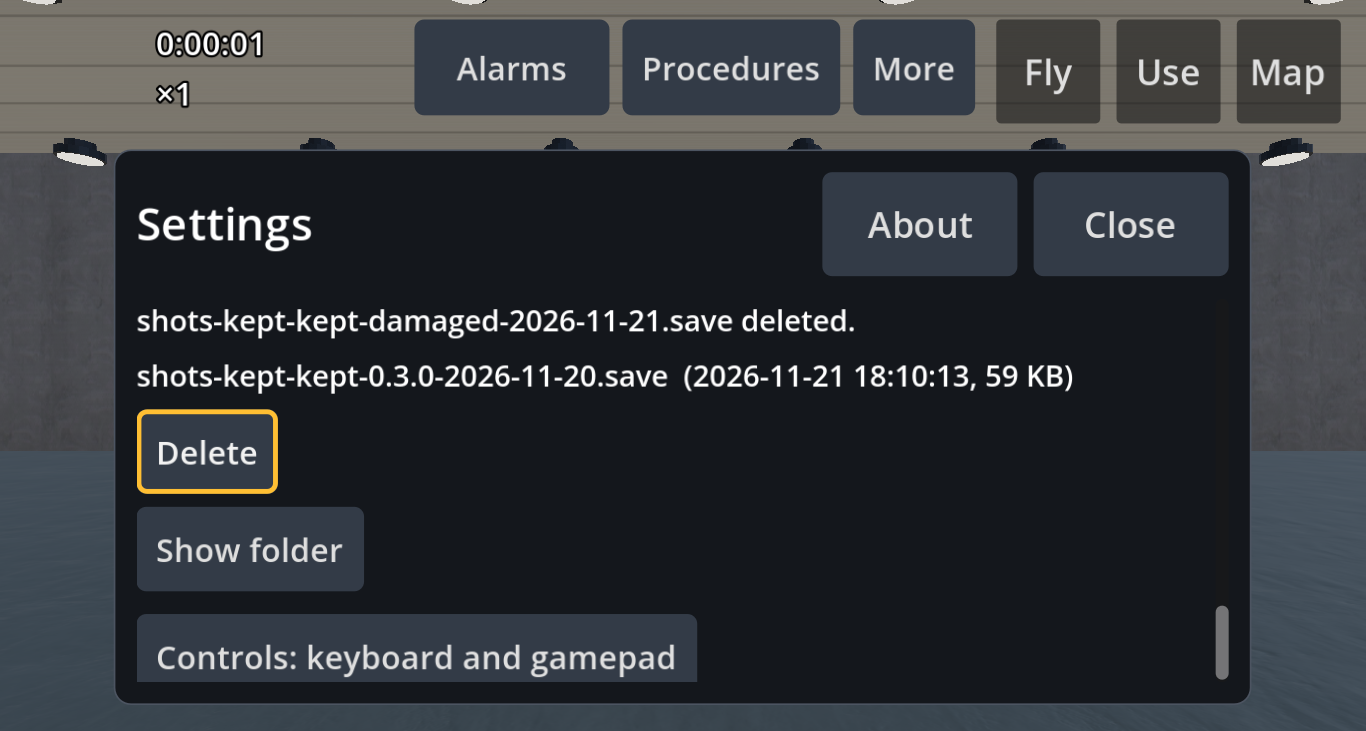 0:00:01
×1
Alarms
Procedures
More
Fly
Use
Map
Settings
About
Close
shots-kept-kept-damaged-2026-11-21.save deleted.
shots-kept-kept-0.3.0-2026-11-20.save  (2026-11-21 18:10:13, 59 KB)
Delete
Show folder
Controls: keyboard and gamepad